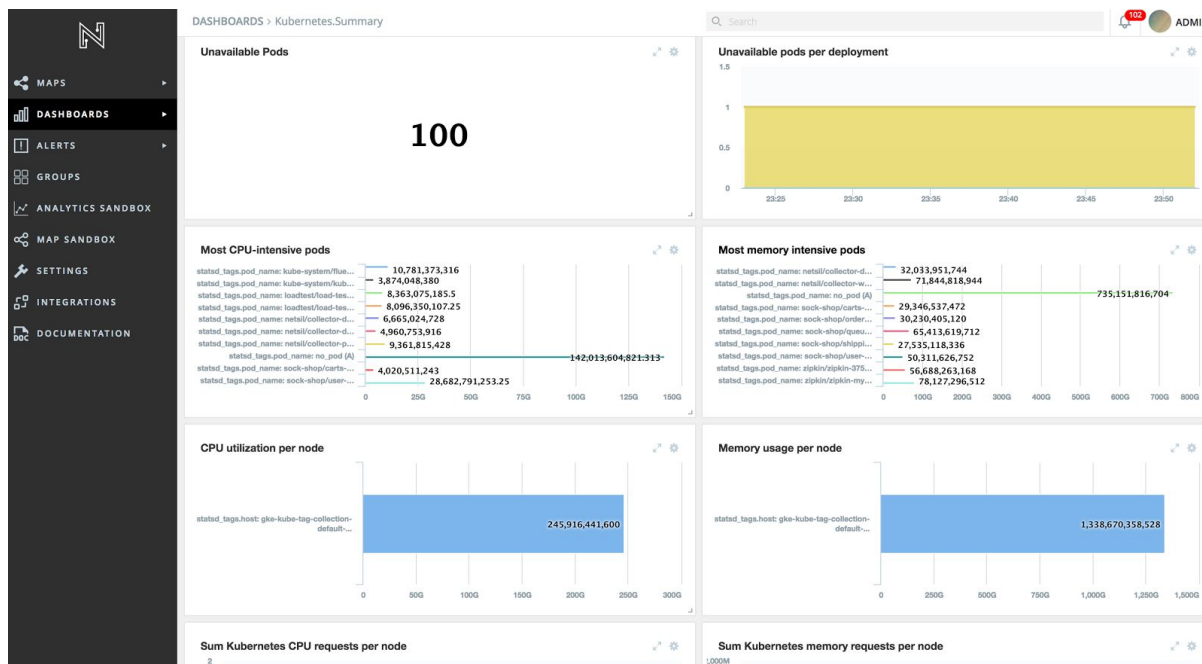 DASHBOARDS > Kubernetes.Summary
Search
102
ADMI
MAPS
DASHBOARDS
ALERTS
GROUPS
ANALYTICS SANDBOX
MAP SANDBOX
SETTINGS
INTEGRATIONS
DOC
DOCUMENTATION
Unavailable Pods
100
Unavailable pods per deployment
1.5
1
0.5
0
23:25 23:30 23:35 23:40 23:45 23:50
Most CPU-intensive pods
statsd_tags.pod_name: kube-system/flue... 10,781,373,316
statsd_tags.pod_name: kube-system/kub... 3,874,048,380
statsd_tags.pod_name: loadtest/load-tes... 8,363,075,185.5
statsd_tags.pod_name: loadtest/load-tes... 8,096,350,107.25
statsd_tags.pod_name: netsil/collector-d... 6,665,024,728
statsd_tags.pod_name: netsil/collector-d... 4,960,753,916
statsd_tags.pod_name: netsil/collector-p... 9,361,815,428
statsd_tags.pod_name: no_pod (A) 142,013,604,821.313
statsd_tags.pod_name: sock-shop/carts-... 4,020,511,243
statsd_tags.pod_name: sock-shop/user-... 28,682,791,253.25
0 25G 50G 75G 100G 125G 150G
Most memory intensive pods
statsd_tags.pod_name: netsil/collector-d... 32,033,951,744
statsd_tags.pod_name: netsil/collector-w... 71,844,818,944
statsd_tags.pod_name: no_pod (A) 735,151,816,704
statsd_tags.pod_name: sock-shop/carts-... 29,346,537,472
statsd_tags.pod_name: sock-shop/order... 30,230,405,120
statsd_tags.pod_name: sock-shop/queu... 65,413,619,712
statsd_tags.pod_name: sock-shop/shippi... 27,535,118,336
statsd_tags.pod_name: sock-shop/user-... 50,311,626,752
statsd_tags.pod_name: zipkin/zipkin-375... 56,688,263,168
statsd_tags.pod_name: zipkin/zipkin-my... 78,127,296,512
0 100G 200G 300G 400G 500G 600G 700G 800G
CPU utilization per node
statsd_tags.host: gke-kube-tag-collection-
default-...
245,916,441,600
0 50G 100G 150G 200G 250G 300G
Memory usage per node
statsd_tags.host: gke-kube-tag-collection-
default-...
1,338,670,358,528
0 250G 500G 750G 1,000G 1,250G 1,500G
Sum Kubernetes CPU requests per node
2
Sum Kubernetes memory requests per node